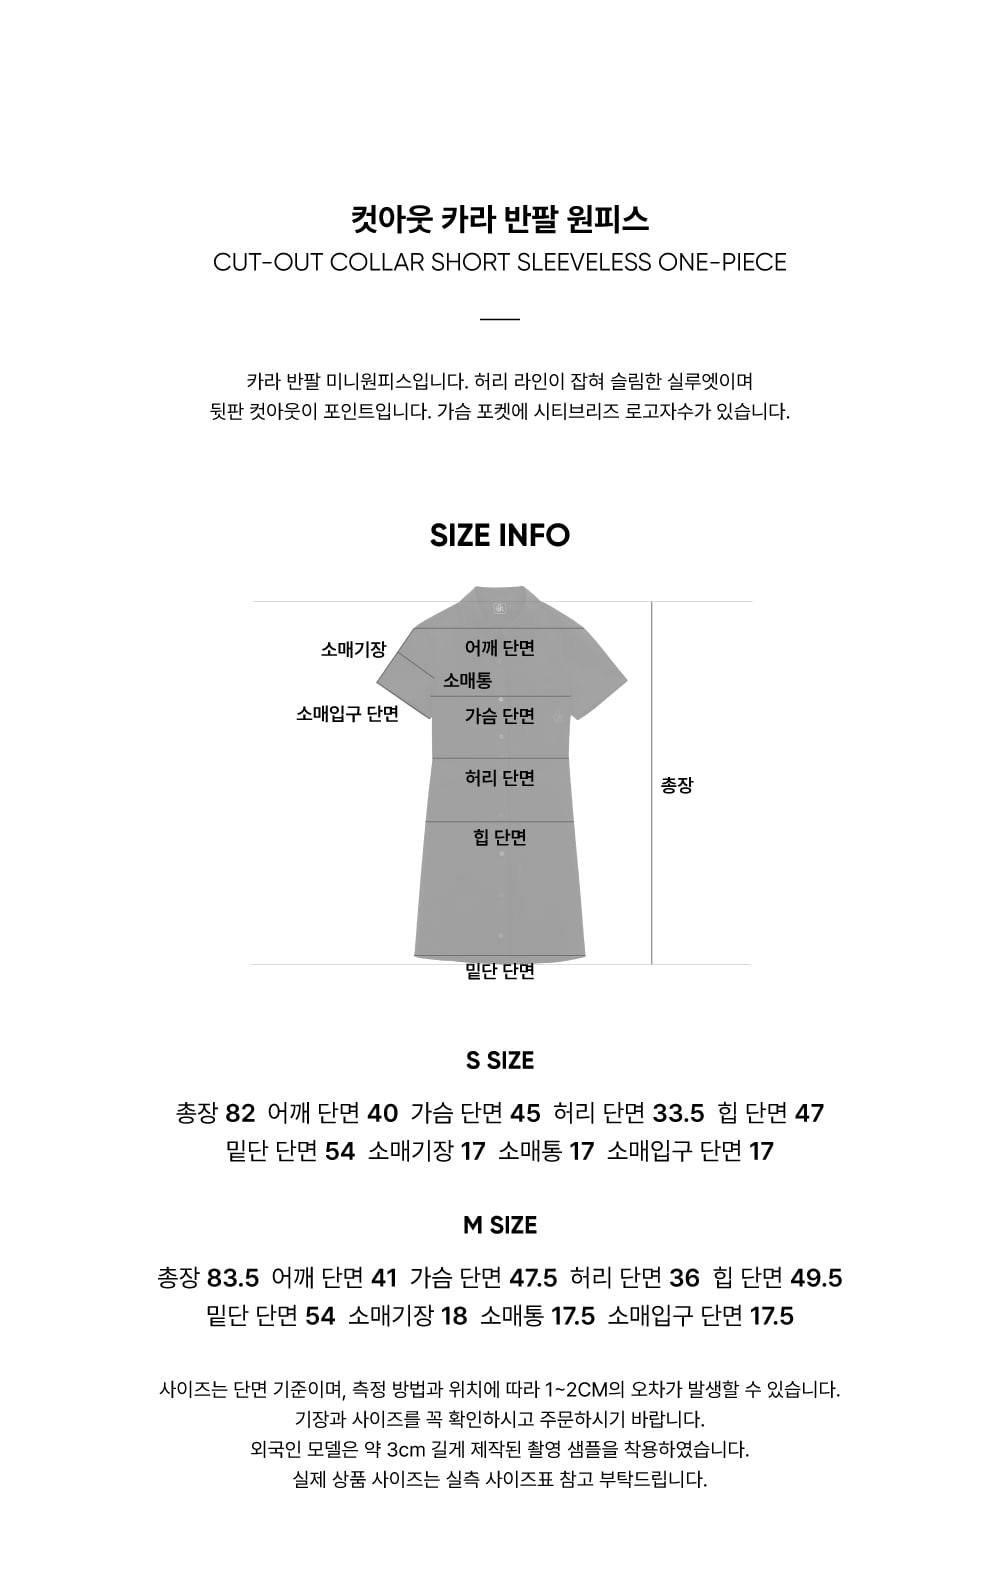 컷아웃 카라 반팔 원피스
CUT-OUT COLLAR SHORT SLEEVELESS ONE-PIECE
카라 반팔 미니원피스입니다. 허리 라인이 잡혀 슬림한 실루엣이며
뒷판 컷아웃이 포인트입니다. 가슴 포켓에 시티브리즈 로고자수가 있습니다.
SIZE INFO
소매기장
어깨 단면
소매통
소매입구 단면
가슴 단면
허리 단면
총장
힙 단면
밑단 단면
S SIZE
총장 82 어깨 단면 40 가슴 단면 45 허리 단면 33.5 힙 단면 47
밑단 단면 54 소매기장 17 소매통 17 소매입구 단면 17
M SIZE
총장 83.5 어깨 단면 41 가슴 단면 47.5 허리 단면 36 힙 단면 49.5
밑단 단면 54 소매기장 18 소매통 17.5 소매입구 단면 17.5
사이즈는 단면 기준이며, 측정 방법과 위치에 따라 1~2CM의 오차가 발생할 수 있습니다.
기장과 사이즈를 꼭 확인하시고 주문하시기 바랍니다.
외국인 모델은 약 3cm 길게 제작된 촬영 샘플을 착용하였습니다.
실제 상품 사이즈는 실측 사이즈표 참고 부탁드립니다.